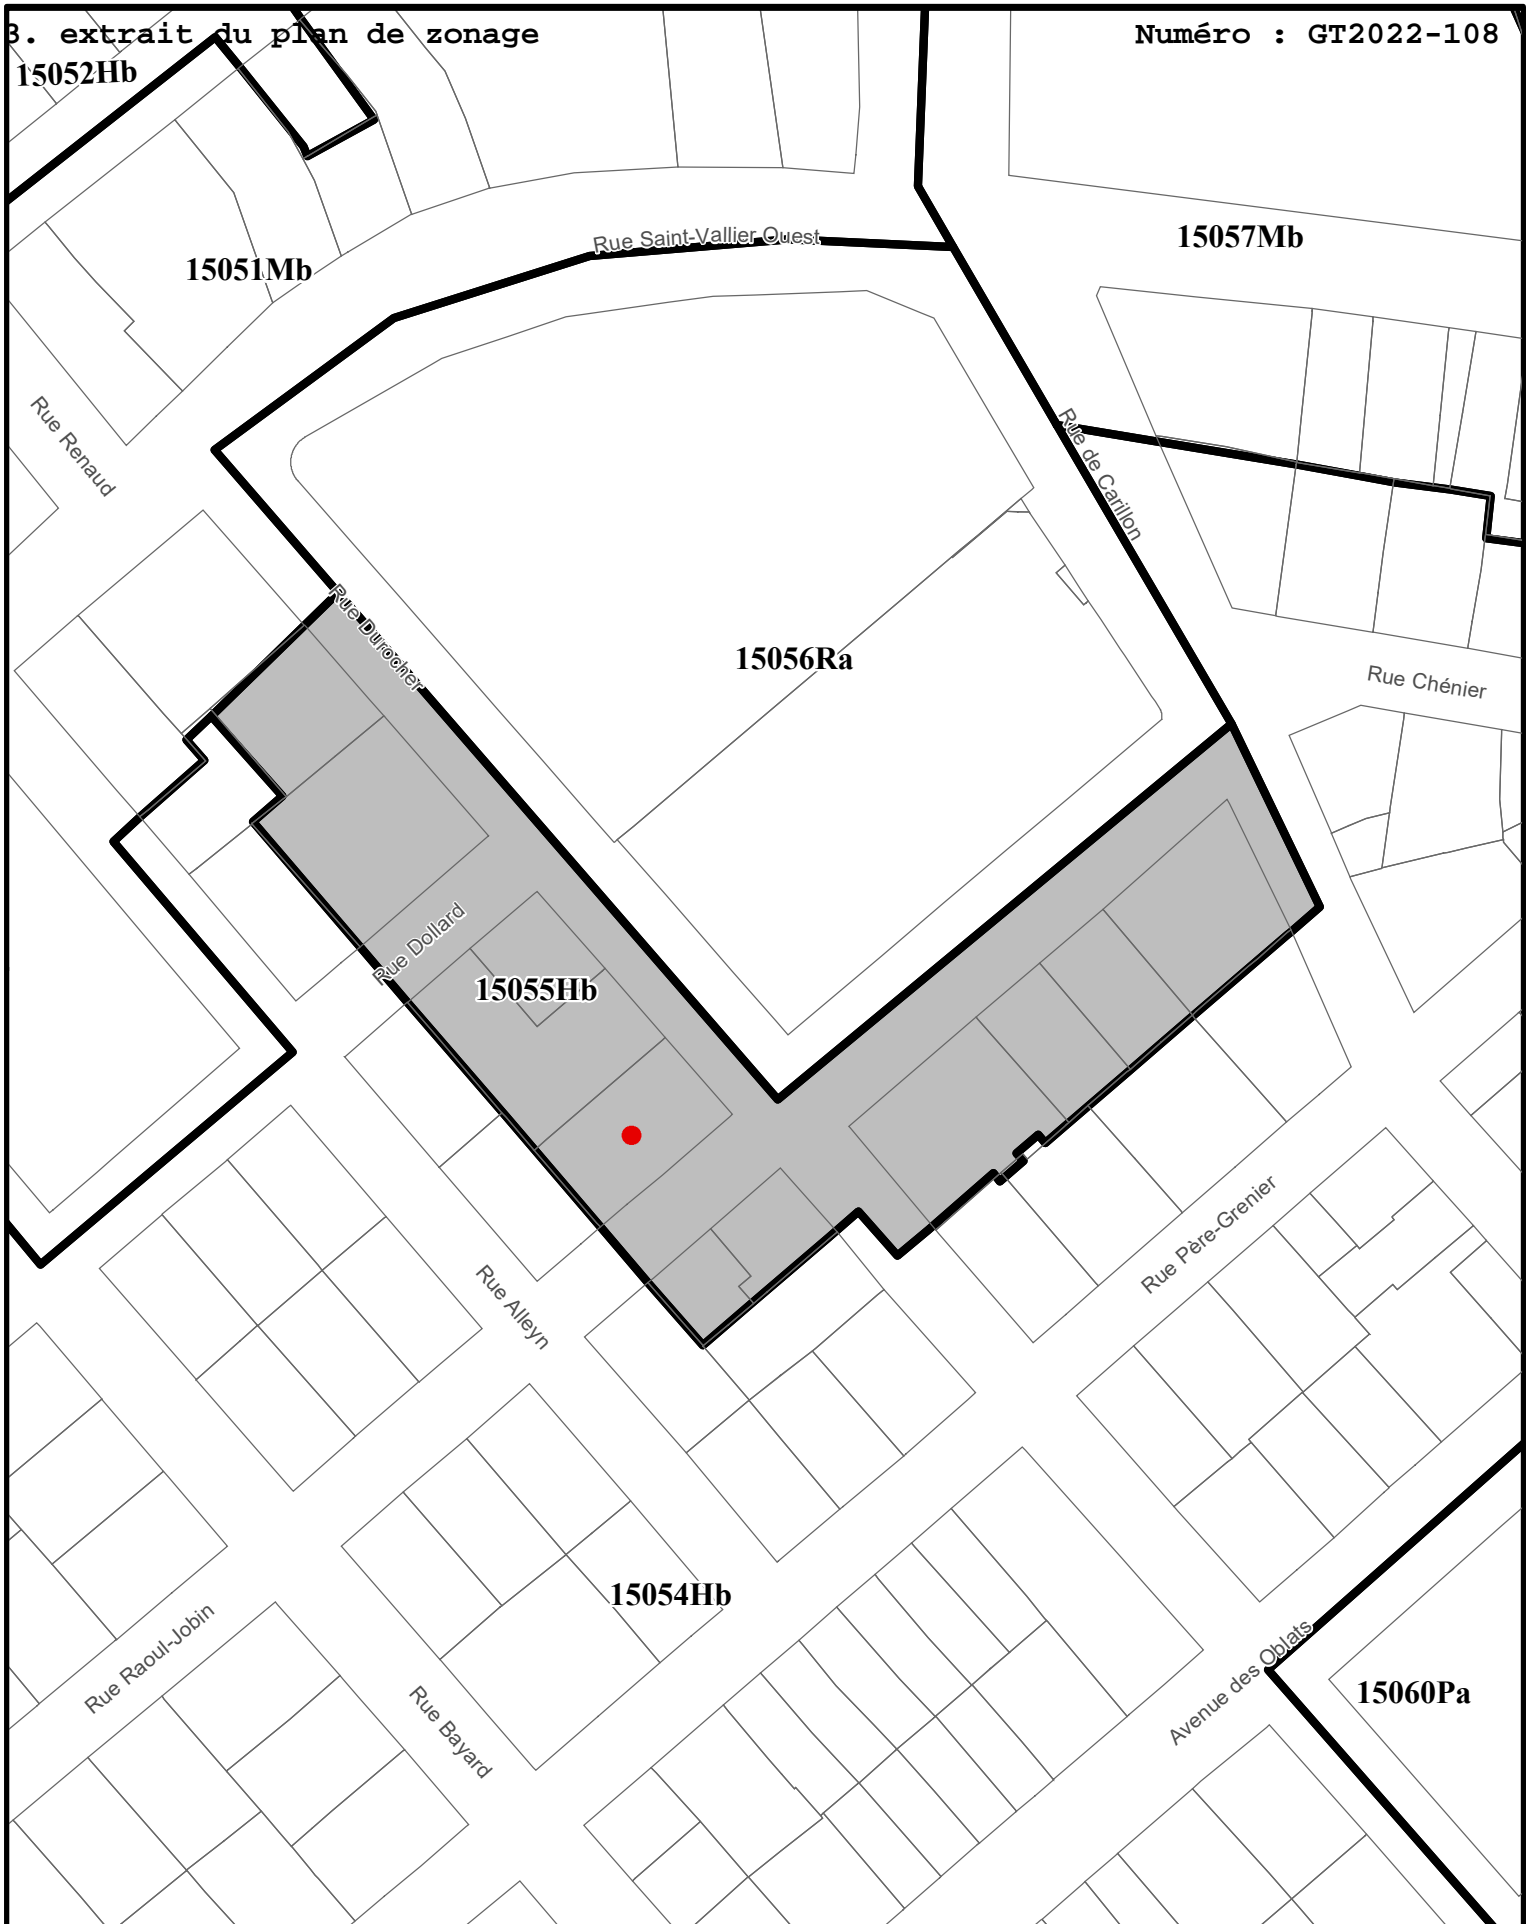 3. extrait du plan de zonage
Numéro : GT2022-108
15052Hb
15051Mb
Rue Saint-Vallier Ouest
15057Mb
Rue Renaud
Rue de Carillon
Rue Durocher
15056Ra
Rue Chénier
Rue Dollard
15055Hb
Rue Père-Grenier
Rue Alleyn
15054Hb
Rue Raoul-Jobin
Avenue des Oblats
15060Pa
Rue Bayard